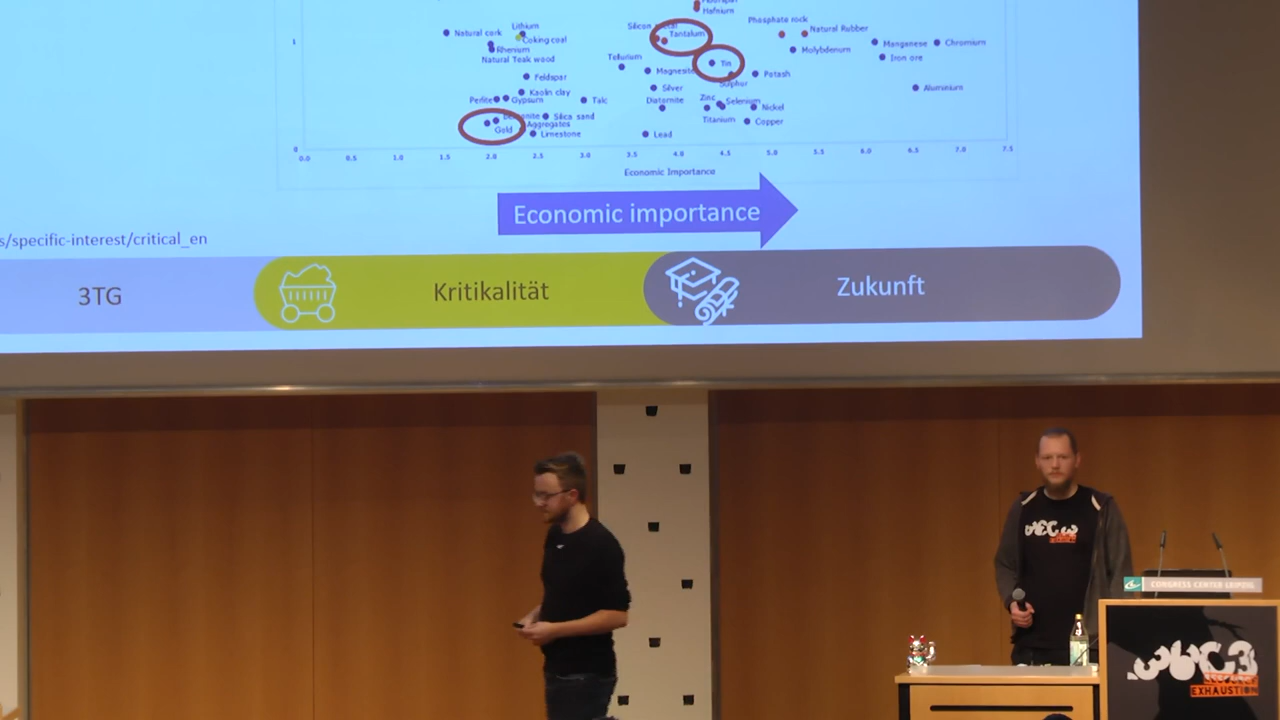 Hafnium
Phosphate rock
Lithium
Natural cork
Coking coal
Tantalum
Natural Rubber
1
Rhenium
Natural Teak wood
Manganese
Chromium
Molybdenum
Iron ore
Tellurium
Tin
Magnesite
Potash
Sulphur
Feldspar
Silver
Aluminium
Kaolin clay
Perlite
Gypsum
Talc
Diatomite
Zinc
Selenium
Nickel
Silica sand
Titanium
Copper
Gold
Aggregates
Limestone
Lead
0
0.0 0.5 1.0 1.5 2.0 2.5 3.0 3.5 4.0 4.5 5.0 5.5 6.0 6.5 7.0 7.5
Economic Importance
Economic importance
s/specific-interest/critical_en
3TG
Kritikalität
Zukunft
CONGRESS CENTER LEIPZIG
36C3
EXHAUSTION